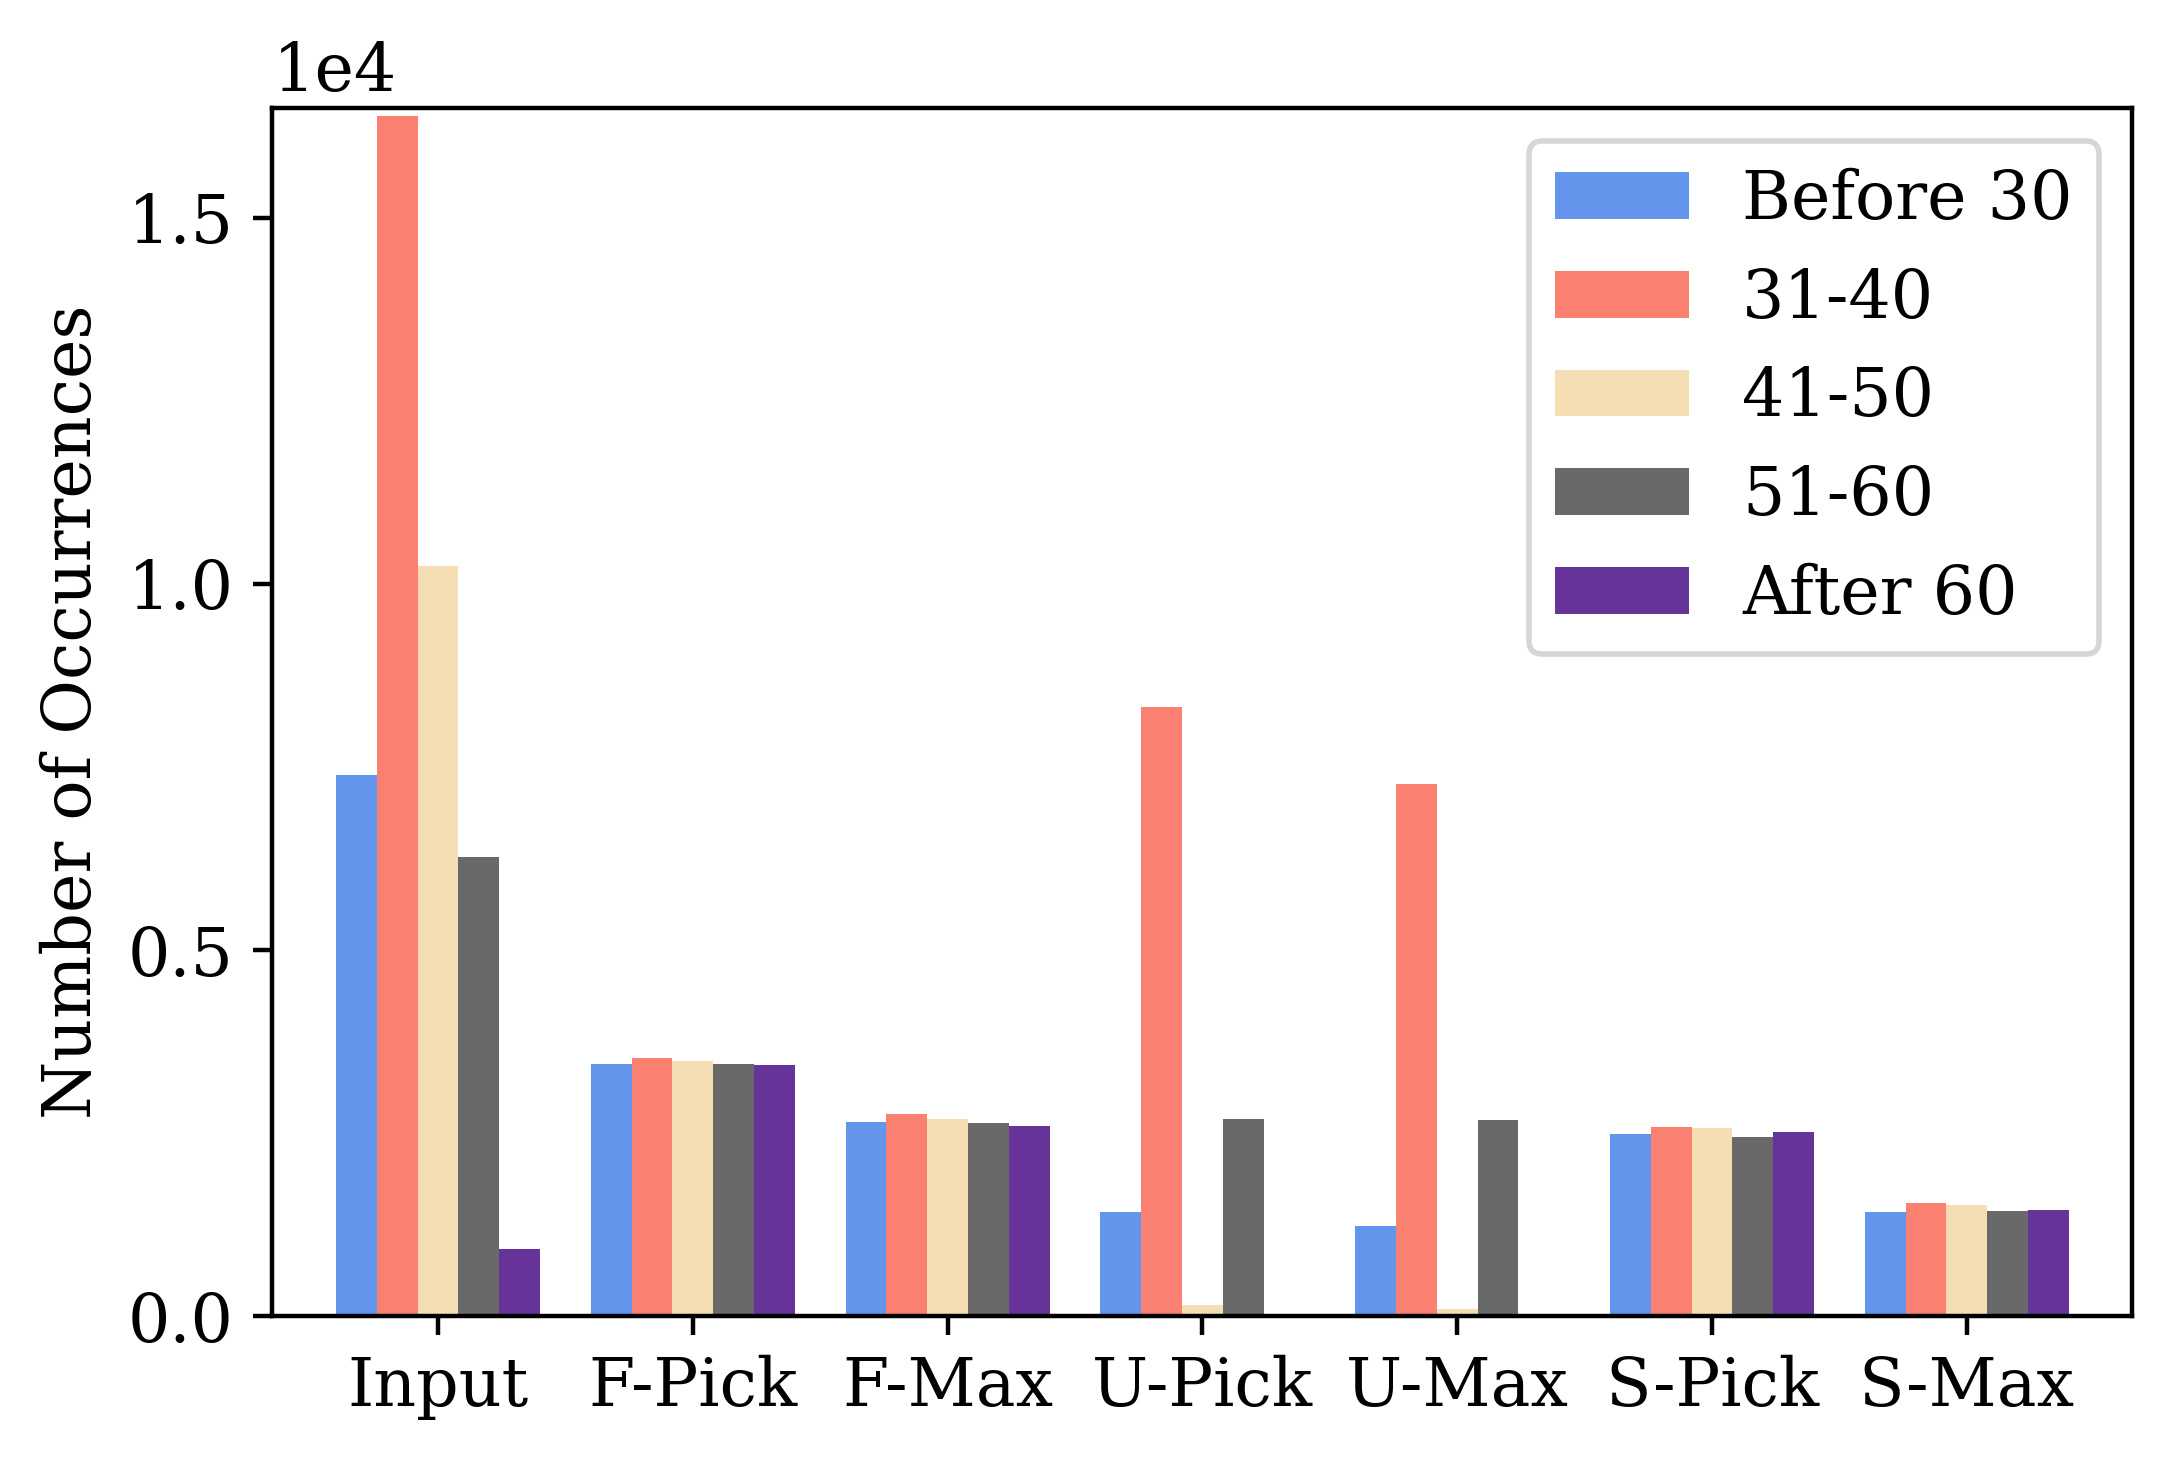 1e4
1.5
1.0
0.5
0.0
Number of Occurrences
Before 30
31-40
41-50
51-60
After 60
Input F-Pick F-Max U-Pick U-Max S-Pick S-Max